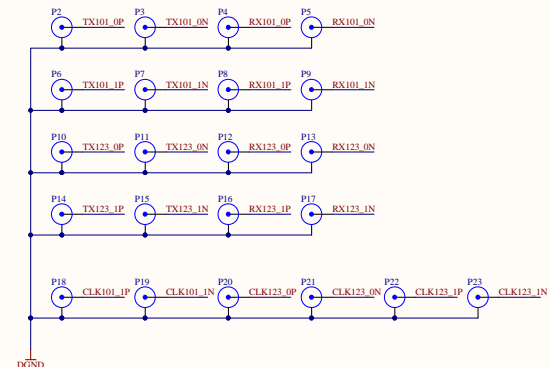 P2 P3 P4 P5
TX101_0P TX101_0N RX101_0P RX101_0N
P6 P7 P8 P9
TX101_1P TX101_1N RX101_1P RX101_1N
P10 P11 P12 P13
TX123_0P TX123_0N RX123_0P RX123_0N
P14 P15 P16 P17
TX123_1P TX123_1N RX123_1P RX123_1N
P18 P19 P20 P21 P22 P23
CLK101_1P CLK101_1N CLK123_0P CLK123_0N CLK123_1P CLK123_1N
DGND